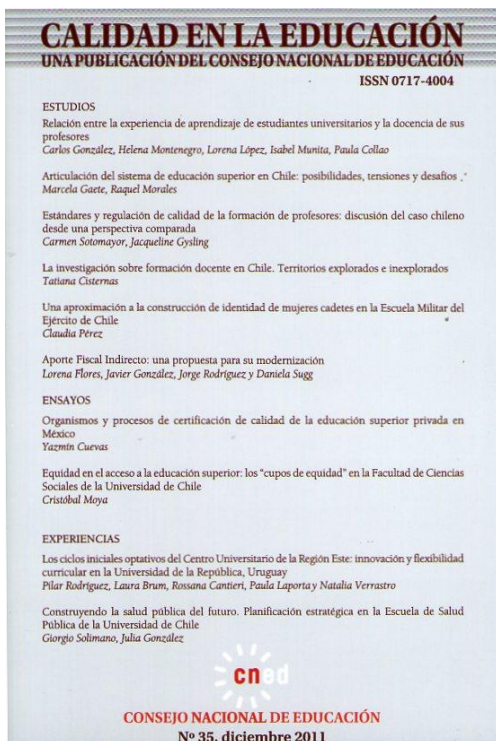 CALIDAD EN LA EDUCACIÓN
UNA PUBLICACIÓN DEL CONSEJO NACIONAL DE EDUCACIÓN
ISSN 0717-4004
ESTUDIOS
Relación entre la experiencia de aprendizaje de estudiantes universitarios y la docencia de sus
profesores
Carlos González, Helena Montenegro, Lorena López, Isabel Munita, Paula Collao
Articulación del sistema de educación superior en Chile: posibilidades, tensiones y desafíos
Marcela Gaete, Raquel Morales
Estándares y regulación de calidad de la formación de profesores: discusión del caso chileno
desde una perspectiva comparada
Carmen Sotomayor, Jacqueline Gysling
La investigación sobre formación docente en Chile. Territorios explorados e inexplorados
Tatiana Cisternas
Una aproximación a la construcción de identidad de mujeres cadetes en la Escuela Militar del
Ejército de Chile
Claudia Pérez
Aporte Fiscal Indirecto: una propuesta para su modernización
Lorena Flores, Javier González, Jorge Rodríguez y Daniela Sugg
ENSAYOS
Organismos y procesos de certificación de calidad de la educación superior privada en
México
Yazmín Cuevas
Equidad en el acceso a la educación superior: los “cupos de equidad” en la Facultad de Ciencias
Sociales de la Universidad de Chile
Cristóbal Moya
EXPERIENCIAS
Los ciclos iniciales optativos del Centro Universitario de la Región Este: innovación y flexibilidad
curricular en la Universidad de la República, Uruguay
Pilar Rodríguez, Laura Brum, Rossana Cantieri, Paula Laporta y Natalia Verrastro
Construyendo la salud pública del futuro. Planificación estratégica en la Escuela de Salud
Pública de la Universidad de Chile
Giorgio Solimano, Julia González
cned
CONSEJO NACIONAL DE EDUCACIÓN
Nº 35, diciembre 2011